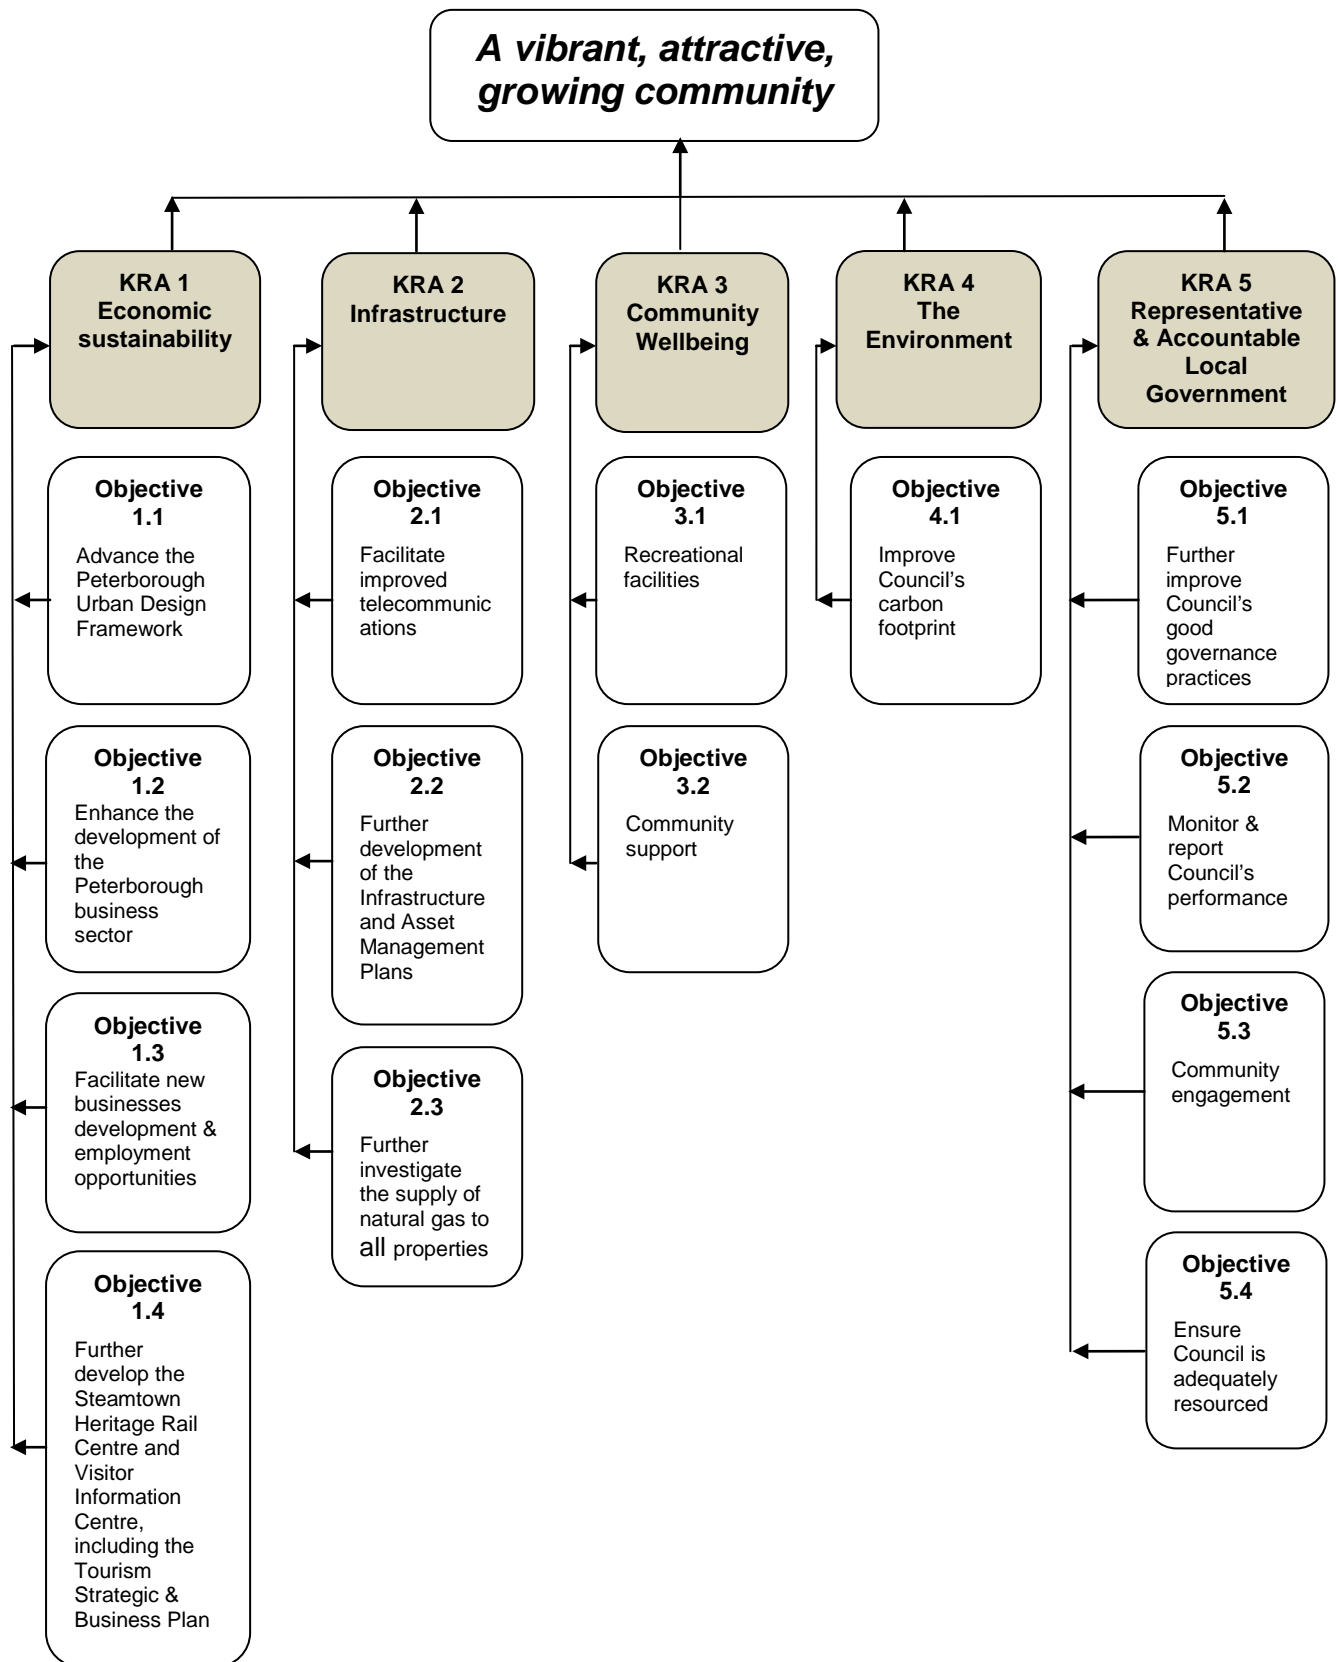 A vibrant, attractive,
growing community
KRA 1
Economic
sustainability
KRA 2
Infrastructure
KRA 3
Community
Wellbeing
KRA 4
The
Environment
KRA 5
Representative
& Accountable
Local
Government
Objective
1.1
Advance the
Peterborough
Urban Design
Framework
Objective
2.1
Facilitate
improved
telecommunic
ations
Objective
3.1
Recreational
facilities
Objective
4.1
Improve
Council’s
carbon
footprint
Objective
5.1
Further
improve
Council’s
good
governance
practices
Objective
1.2
Enhance the
development of
the
Peterborough
business
sector
Objective
2.2
Further
development
of the
Infrastructure
and Asset
Management
Plans
Objective
3.2
Community
support
Objective
5.2
Monitor &
report
Council’s
performance
Objective
1.3
Facilitate new
businesses
development &
employment
opportunities
Objective
2.3
Further
investigate
the supply of
natural gas to
all properties
Objective
5.3
Community
engagement
Objective
1.4
Further
develop the
Steamtown
Heritage Rail
Centre and
Visitor
Information
Centre,
including the
Tourism
Strategic &
Business Plan
Objective
5.4
Ensure
Council is
adequately
resourced